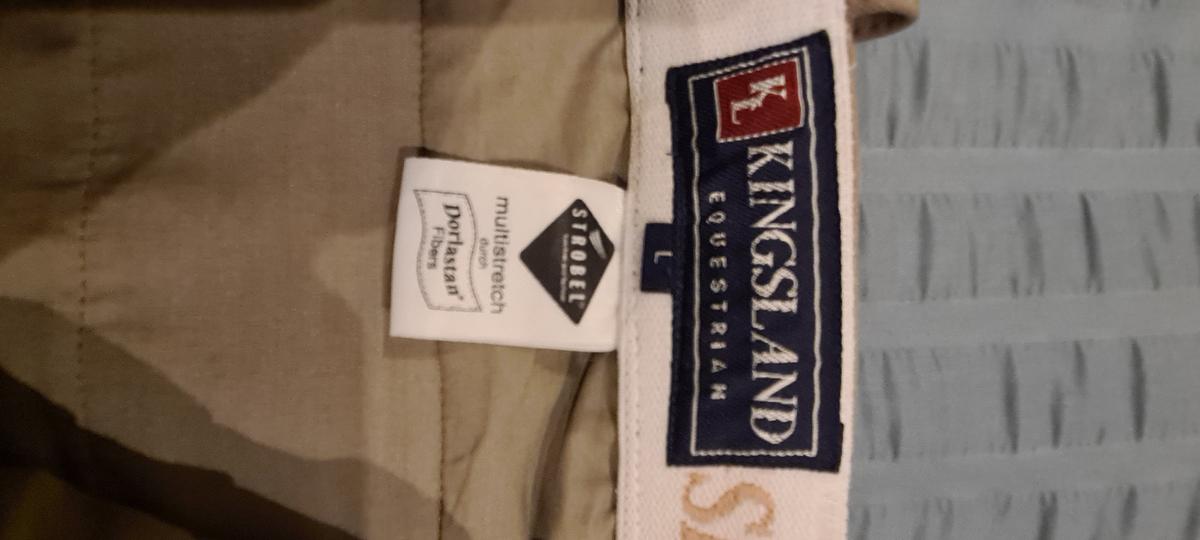 KL KINGSLAND
EQUESTRIAN
L
STROBEL
multistretch
durch
Dorlastan®
Fibers